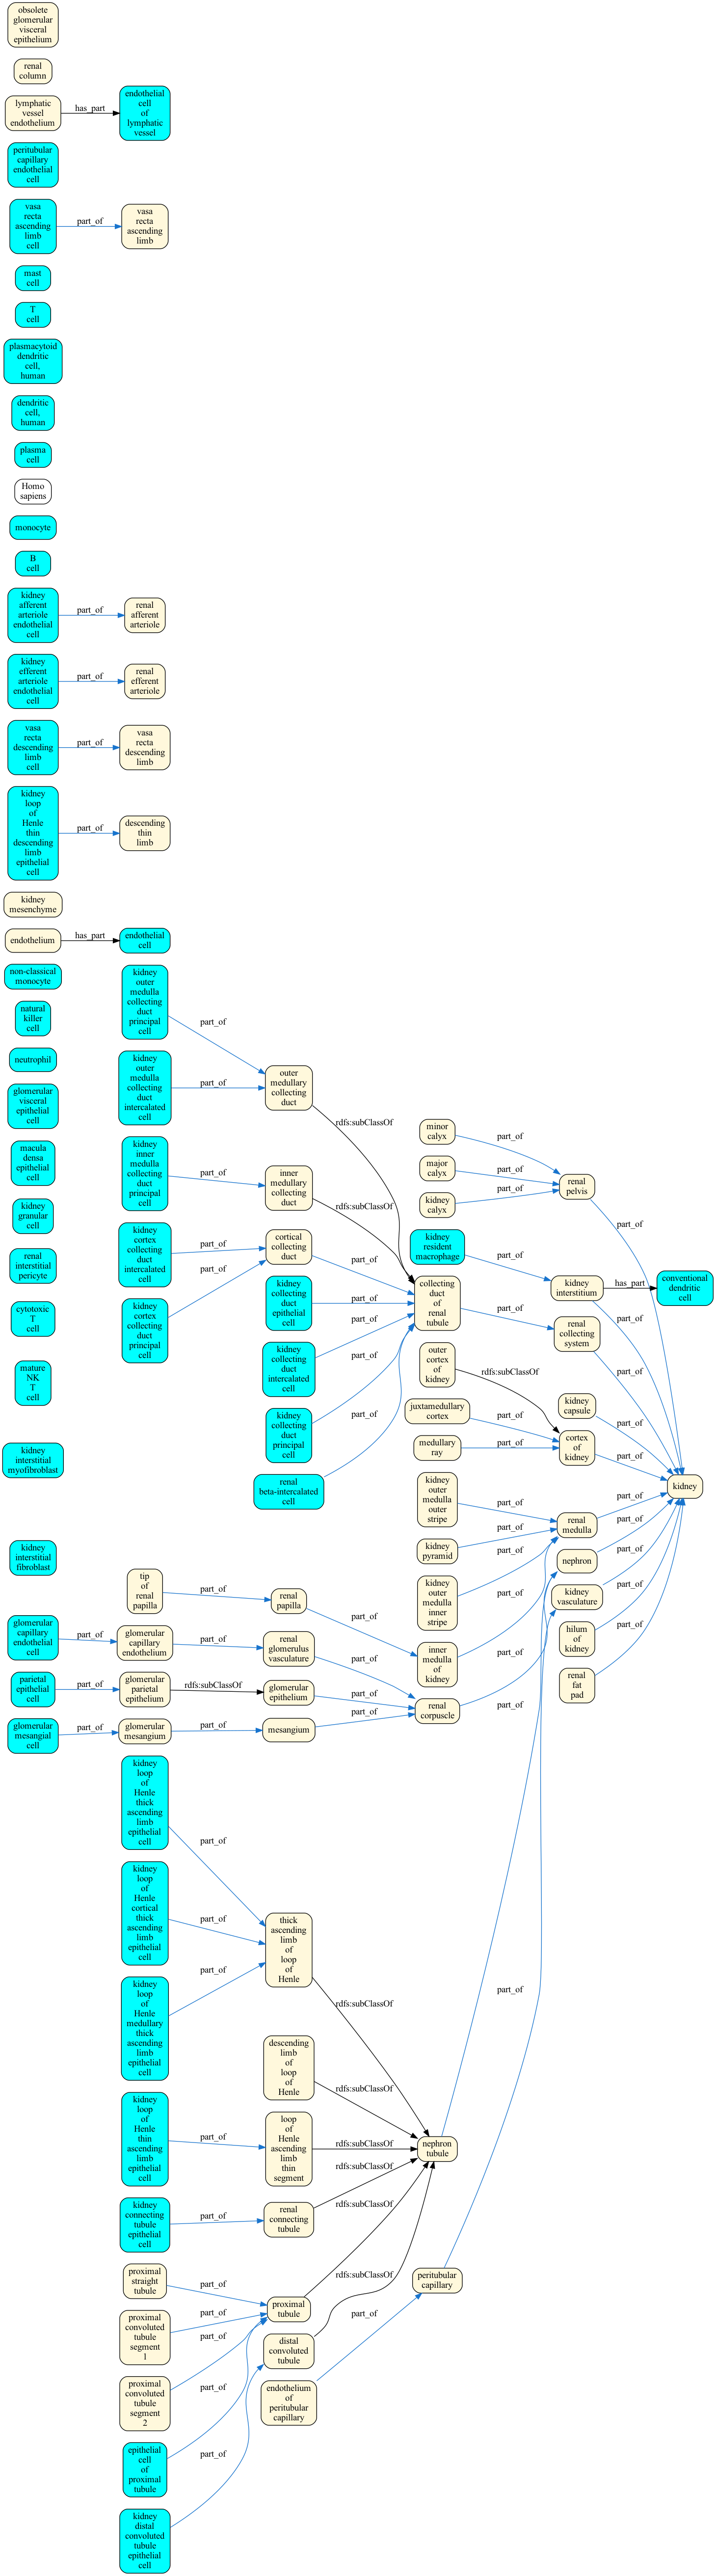 obsolete
glomerular
visceral
epithelium
renal
column
lymphatic
vessel
endothelium
has_part
endothelial
cell
of
lymphatic
vessel
peritubular
capillary
endothelial
cell
vasa
recta
ascending
limb
cell
part_of
vasa
recta
ascending
limb
mast
cell
T
cell
plasmacytoid
dendritic
cell,
human
dendritic
cell,
human
plasma
cell
Homo
sapiens
monocyte
B
cell
kidney
afferent
arteriole
endothelial
cell
part_of
renal
afferent
arteriole
kidney
efferent
arteriole
endothelial
cell
part_of
renal
efferent
arteriole
vasa
recta
descending
limb
cell
part_of
vasa
recta
descending
limb
kidney
loop
of
Henle
thin
descending
limb
epithelial
cell
part_of
descending
thin
limb
kidney
mesenchyme
endothelium
has_part
endothelial
cell
non-classical
monocyte
natural
killer
cell
neutrophil
glomerular
visceral
epithelial
cell
macula
densa
epithelial
cell
kidney
granular
cell
renal
interstitial
pericyte
cytotoxic
T
cell
mature
NK
T
cell
kidney
interstitial
myofibroblast
kidney
interstitial
fibroblast
kidney
outer
medulla
collecting
duct
principal
cell
part_of
kidney
outer
medulla
collecting
duct
intercalated
cell
part_of
outer
medullary
collecting
duct
rdfs:subClassOf
kidney
inner
medulla
collecting
duct
principal
cell
part_of
inner
medullary
collecting
duct
rdfs:subClassOf
kidney
cortex
collecting
duct
intercalated
cell
part_of
kidney
cortex
collecting
duct
principal
cell
part_of
cortical
collecting
duct
part_of
kidney
collecting
duct
epithelial
cell
part_of
kidney
collecting
duct
intercalated
cell
part_of
kidney
collecting
duct
principal
cell
part_of
renal
beta-intercalated
cell
part_of
minor
calyx
part_of
major
calyx
part_of
kidney
calyx
part_of
renal
pelvis
part_of
kidney
resident
macrophage
part_of
kidney
interstitium
has_part
conventional
dendritic
cell
part_of
collecting
duct
of
renal
tubule
part_of
renal
collecting
system
part_of
outer
cortex
of
kidney
rdfs:subClassOf
juxtamedullary
cortex
part_of
medullary
ray
part_of
kidney
capsule
part_of
cortex
of
kidney
part_of
kidney
kidney
outer
medulla
outer
stripe
part_of
kidney
pyramid
part_of
kidney
outer
medulla
inner
stripe
part_of
renal
medulla
part_of
nephron
part_of
kidney
vasculature
part_of
hilum
of
kidney
part_of
renal
fat
pad
part_of
tip
of
renal
papilla
part_of
renal
papilla
part_of
inner
medulla
of
kidney
part_of
glomerular
capillary
endothelial
cell
part_of
glomerular
capillary
endothelium
part_of
renal
glomerulus
vasculature
part_of
parietal
epithelial
cell
part_of
glomerular
parietal
epithelium
rdfs:subClassOf
glomerular
epithelium
part_of
renal
corpuscle
part_of
glomerular
mesangial
cell
part_of
glomerular
mesangium
part_of
mesangium
part_of
kidney
loop
of
Henle
thick
ascending
limb
epithelial
cell
part_of
kidney
loop
of
Henle
cortical
thick
ascending
limb
epithelial
cell
part_of
kidney
loop
of
Henle
medullary
thick
ascending
limb
epithelial
cell
part_of
thick
ascending
limb
of
loop
of
Henle
rdfs:subClassOf
descending
limb
of
loop
of
Henle
rdfs:subClassOf
kidney
loop
of
Henle
thin
ascending
limb
epithelial
cell
part_of
loop
of
Henle
ascending
limb
thin
segment
rdfs:subClassOf
nephron
tubule
part_of
kidney
connecting
tubule
epithelial
cell
part_of
renal
connecting
tubule
rdfs:subClassOf
proximal
straight
tubule
part_of
proximal
convoluted
tubule
segment
1
part_of
proximal
convoluted
tubule
segment
2
part_of
epithelial
cell
of
proximal
tubule
part_of
proximal
tubule
rdfs:subClassOf
kidney
distal
convoluted
tubule
epithelial
cell
part_of
distal
convoluted
tubule
rdfs:subClassOf
endothelium
of
peritubular
capillary
part_of
peritubular
capillary
part_of